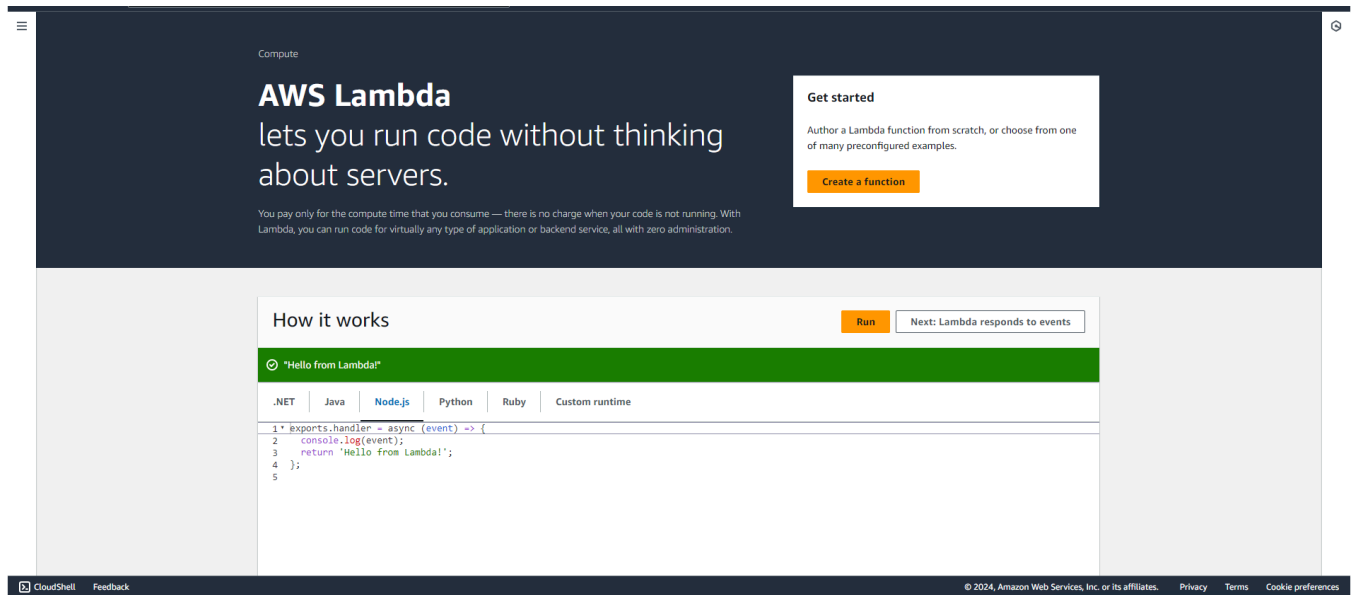 Compute
AWS Lambda
lets you run code without thinking
about servers.
You pay only for the compute time that you consume — there is no charge when your code is not running. With
Lambda, you can run code for virtually any type of application or backend service, all with zero administration.
Get started
Author a Lambda function from scratch, or choose from one
of many preconfigured examples.
Create a function
How it works
Run
Next: Lambda responds to events
"Hello from Lambda!"
.NET Java Node.js Python Ruby Custom runtime
1 exports.handler = async (event) => {
2 console.log(event);
3 return 'Hello from Lambda!';
4 };
5
CloudShell Feedback © 2024, Amazon Web Services, Inc. or its affiliates. Privacy Terms Cookie preferences